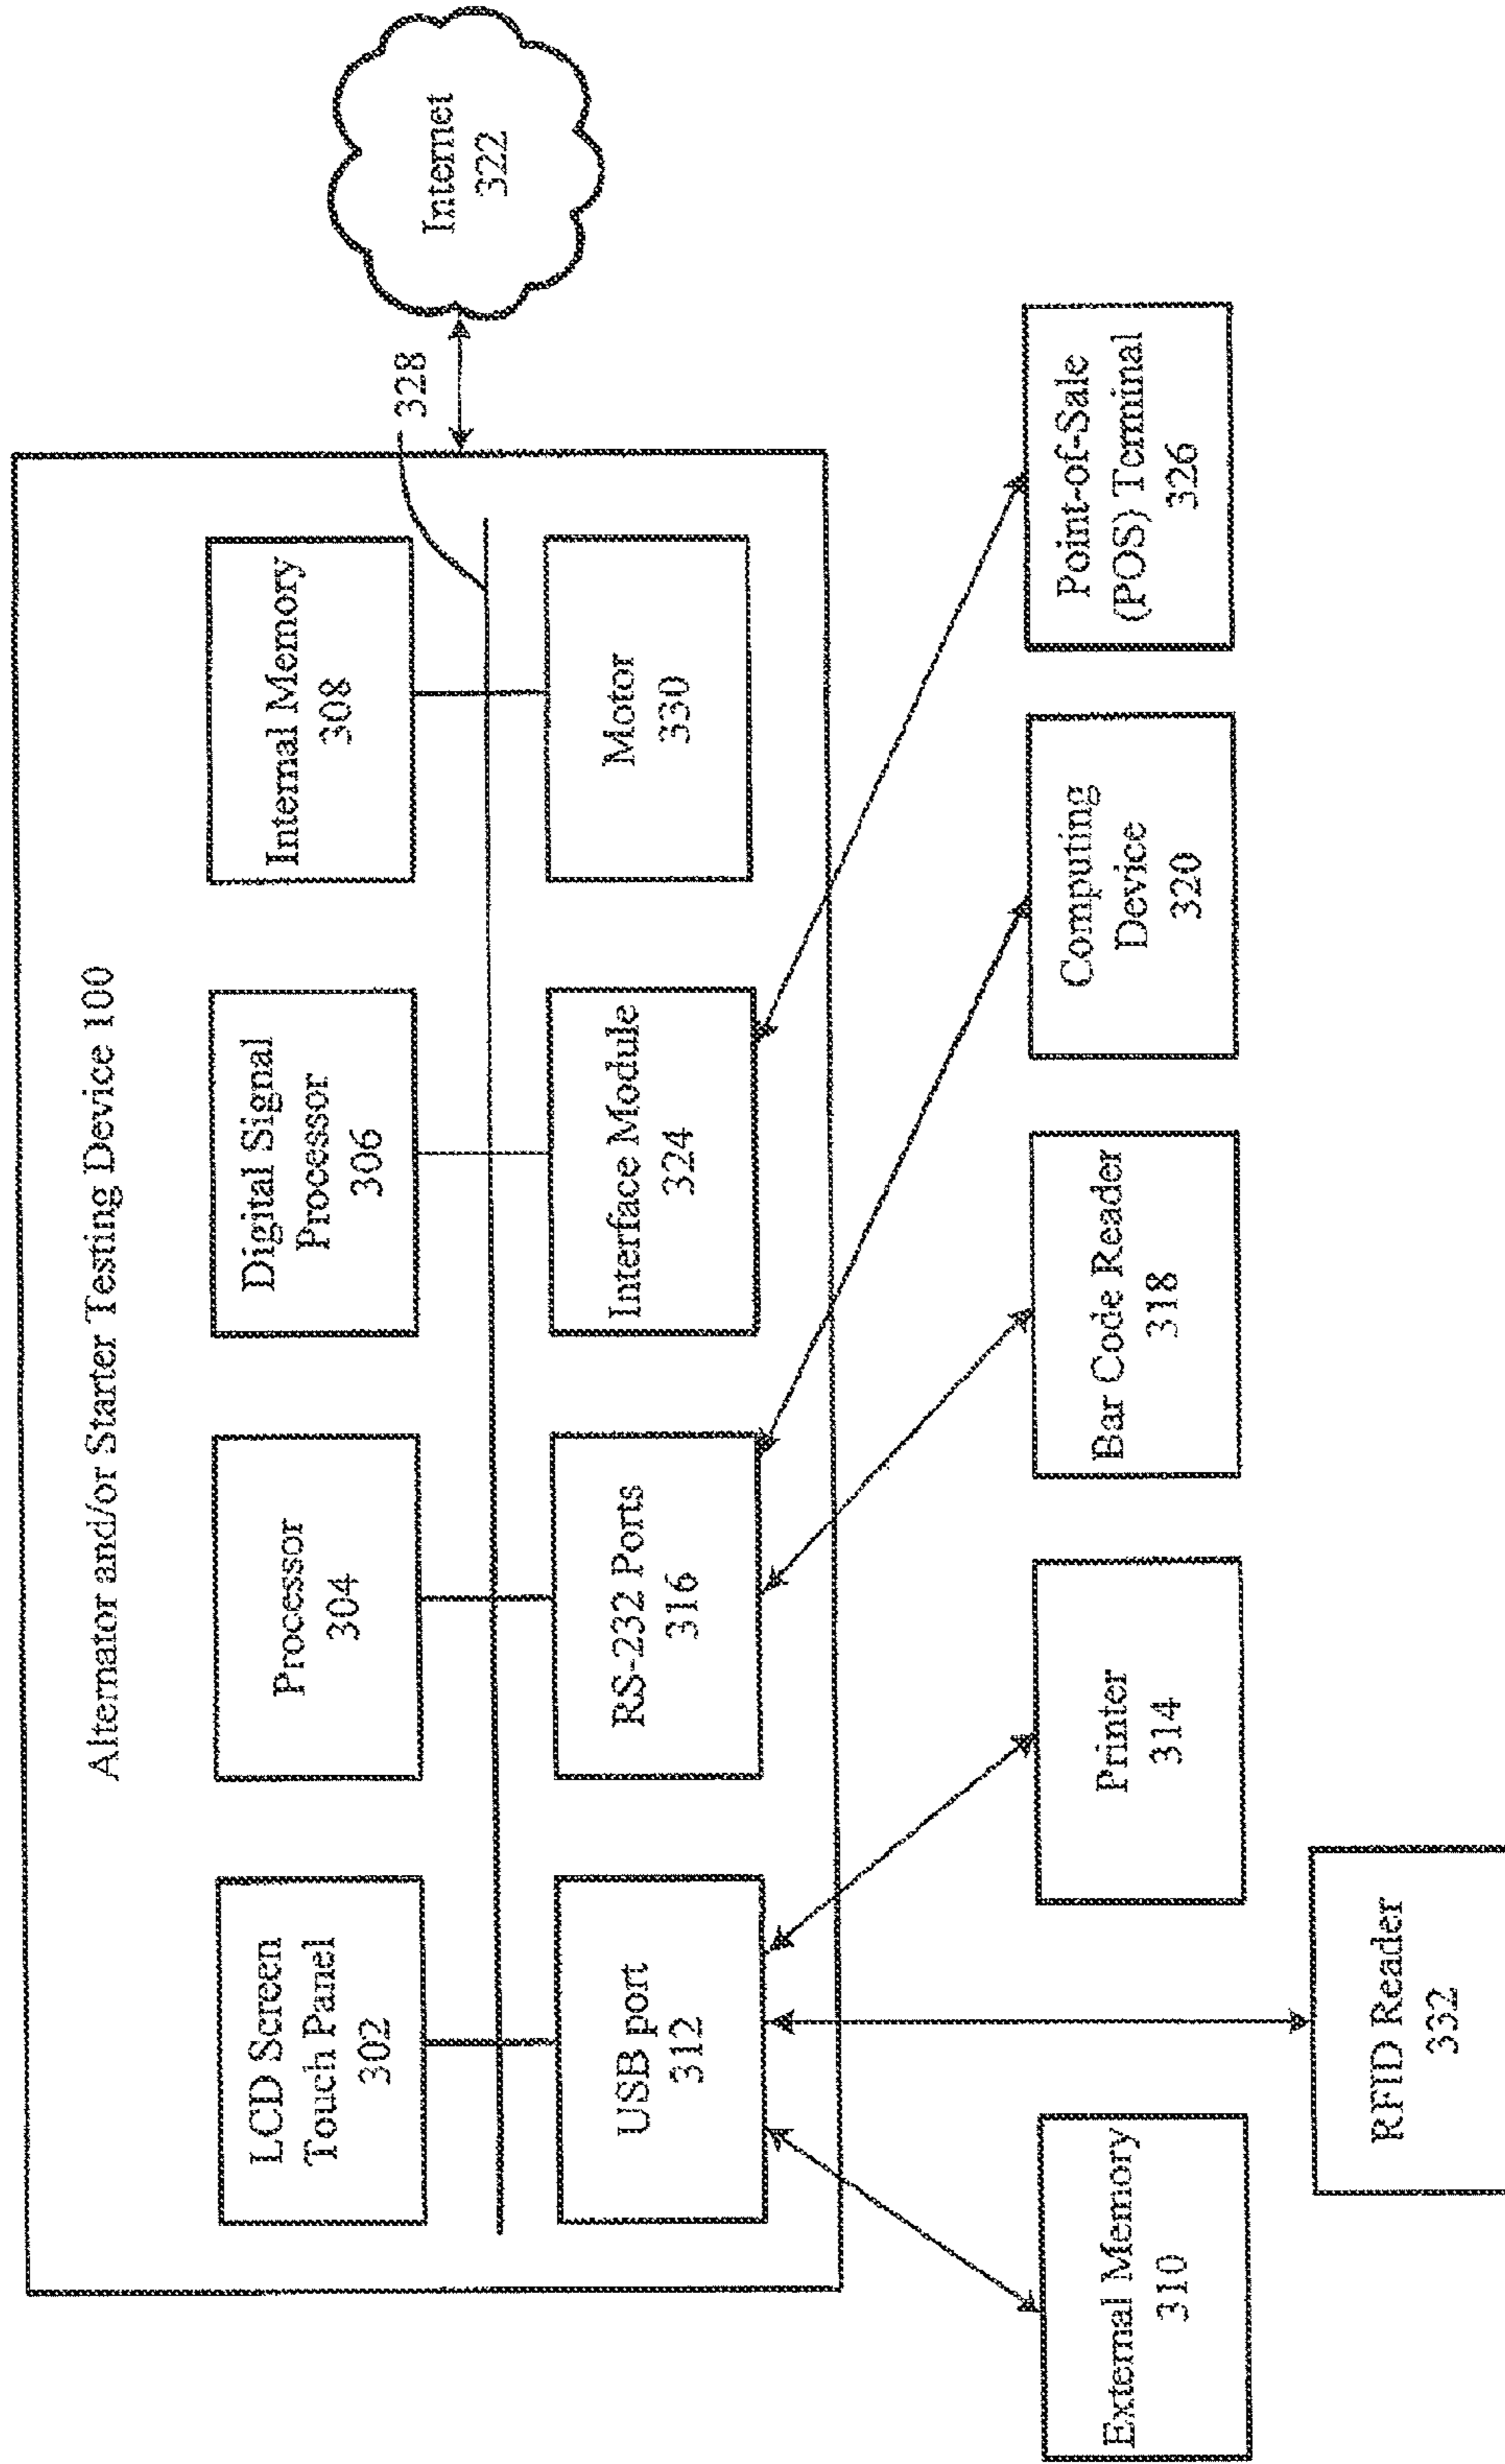 Alternator and/or Starter Testing Device 100
LCD Screen
Touch Panel
302
Processor
304
Digital Signal
Processor
306
Internal Memory
308
USB port
312
RS-232 Ports
316
Interface Module
324
Motor
330
328
Internet
322
External Memory
310
Printer
314
Bar Code Reader
318
Computing
Device
320
Point-of-Sale
(POS) Terminal
326
RFID Reader
332